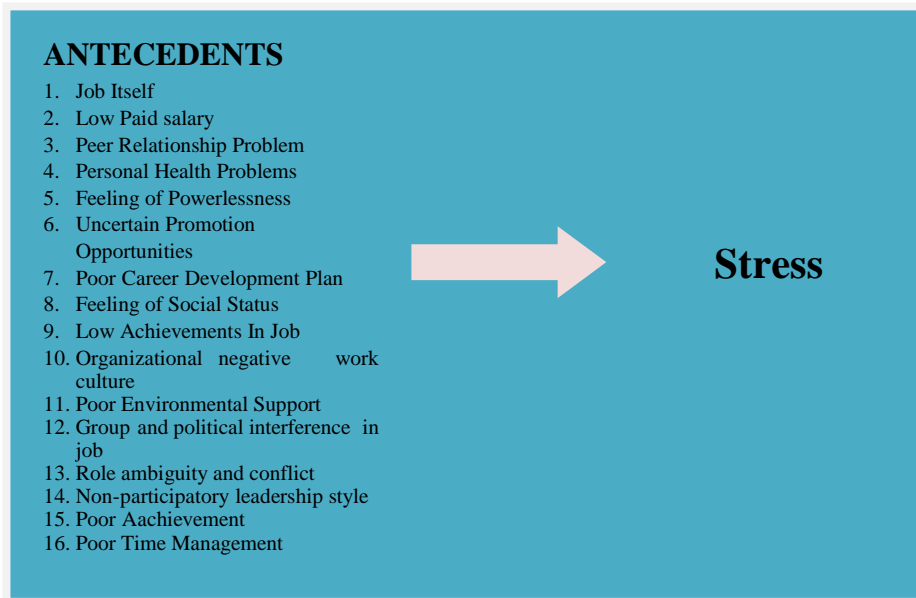 ANTECEDENTS
1. Job Itself
2. Low Paid salary
3. Peer Relationship Problem
4. Personal Health Problems
5. Feeling of Powerlessness
6. Uncertain Promotion
Opportunities
7. Poor Career Development Plan
8. Feeling of Social Status
9. Low Achievements In Job
10. Organizational negative work
culture
11. Poor Environmental Support
12. Group and political interference in
job
13. Role ambiguity and conflict
14. Non-participatory leadership style
15. Poor Aachievement
16. Poor Time Management
Stress